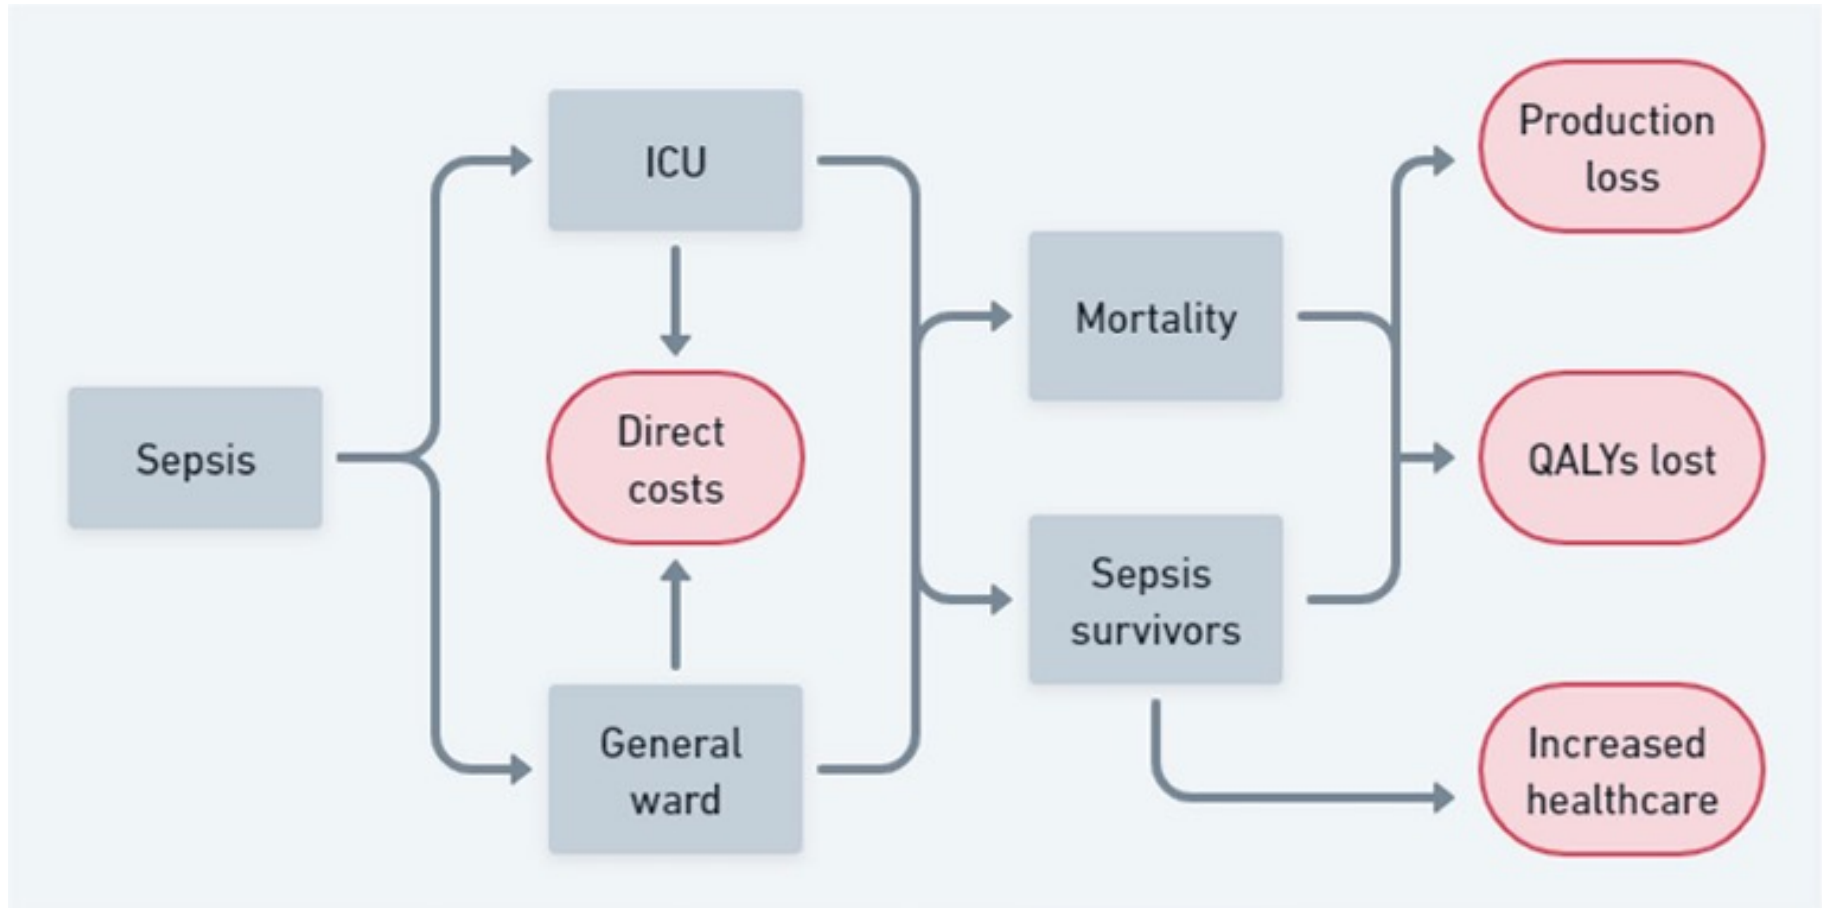 Sepsis
ICU
Direct
costs
General
ward
Mortality
Sepsis
survivors
Production
loss
QALYs lost
Increased
healthcare